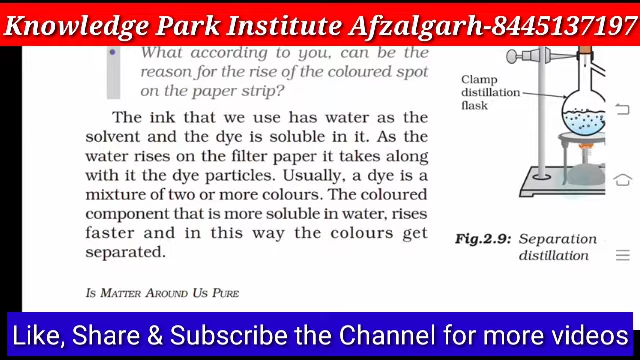 Knowledge Park Institute Afzalgarh-8445137197
• What according to you, can be the
reason for the rise of the coloured spot
on the paper strip?
The ink that we use has water as the
solvent and the dye is soluble in it. As the
water rises on the filter paper it takes along
with it the dye particles. Usually, a dye is a
mixture of two or more colours. The coloured
component that is more soluble in water, rises
faster and in this way the colours get
separated.
IS MATTER AROUND US PURE
Clamp
distillation
flask
Fig.2.9: Separation
distillation
Like, Share & Subscribe the Channel for more videos